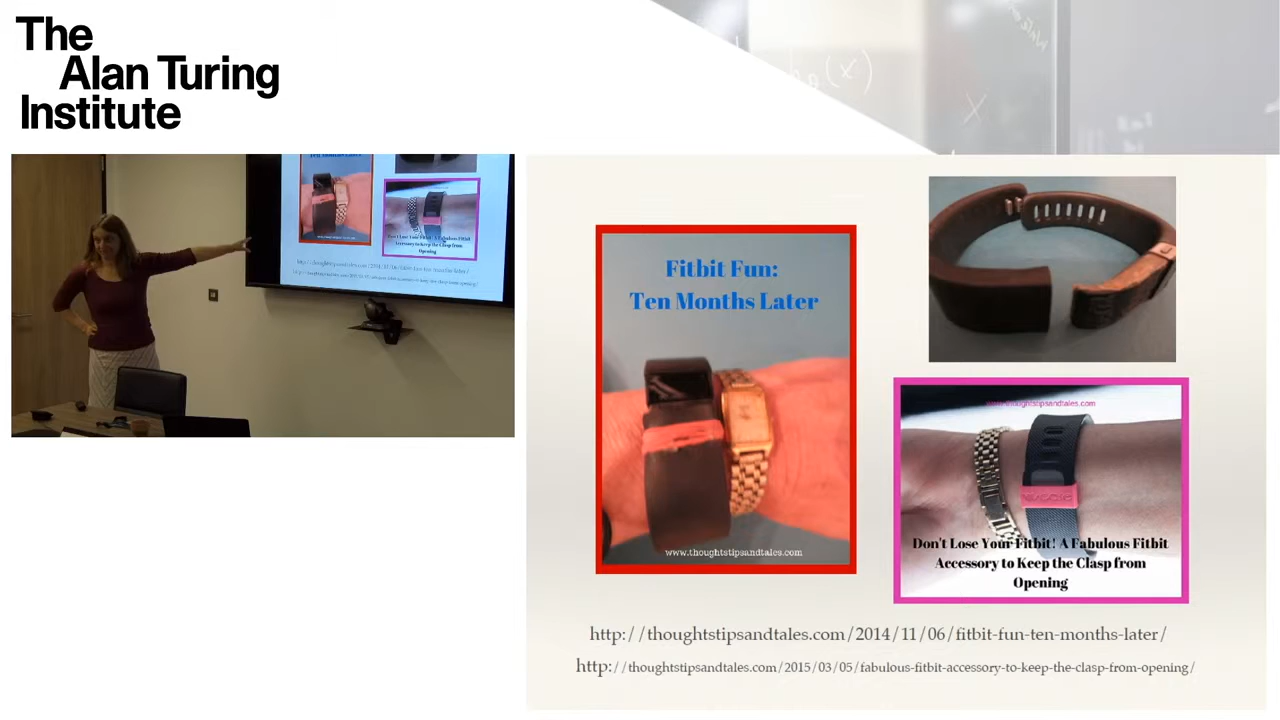 The
Alan Turing
Institute
Fitbit Fun:
Ten Months Later
www.thoughtstipsandtales.com
www.thoughtstipsandtales.com
Don't Lose Your Fitbit! A Fabulous Fitbit
Accessory to Keep the Clasp from
Opening
http://thoughtstipsandtales.com/2014/11/06/fitbit-fun-ten-months-later/
http://thoughtstipsandtales.com/2015/03/05/fabulous-fitbit-accessory-to-keep-the-clasp-from-opening/